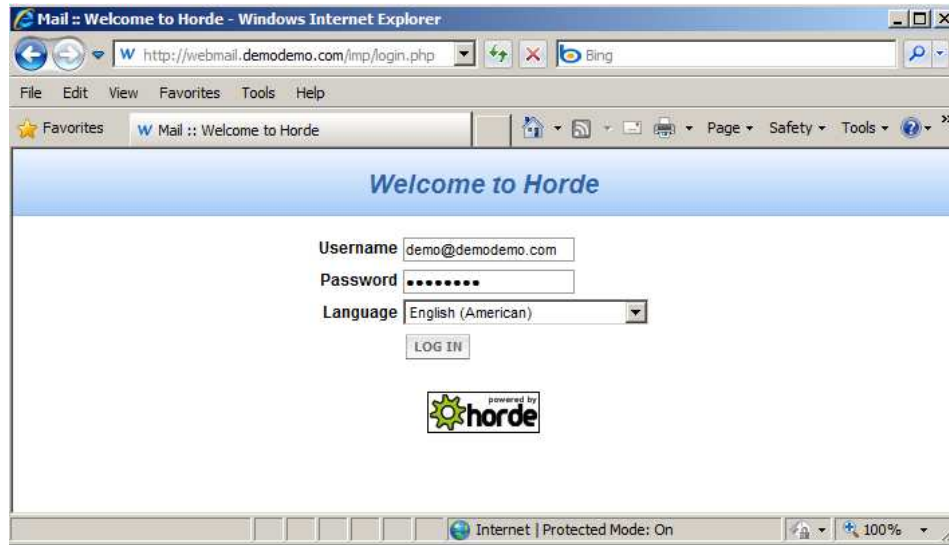 Mail :: Welcome to Horde - Windows Internet Explorer
http://webmail.demodemo.com/imp/login.php Bing
File Edit View Favorites Tools Help
Favorites Mail :: Welcome to Horde Page Safety Tools
Welcome to Horde
Username demo@demodemo.com
Password ••••••••
Language English (American)
LOG IN
powered by
horde
Internet | Protected Mode: On 100%